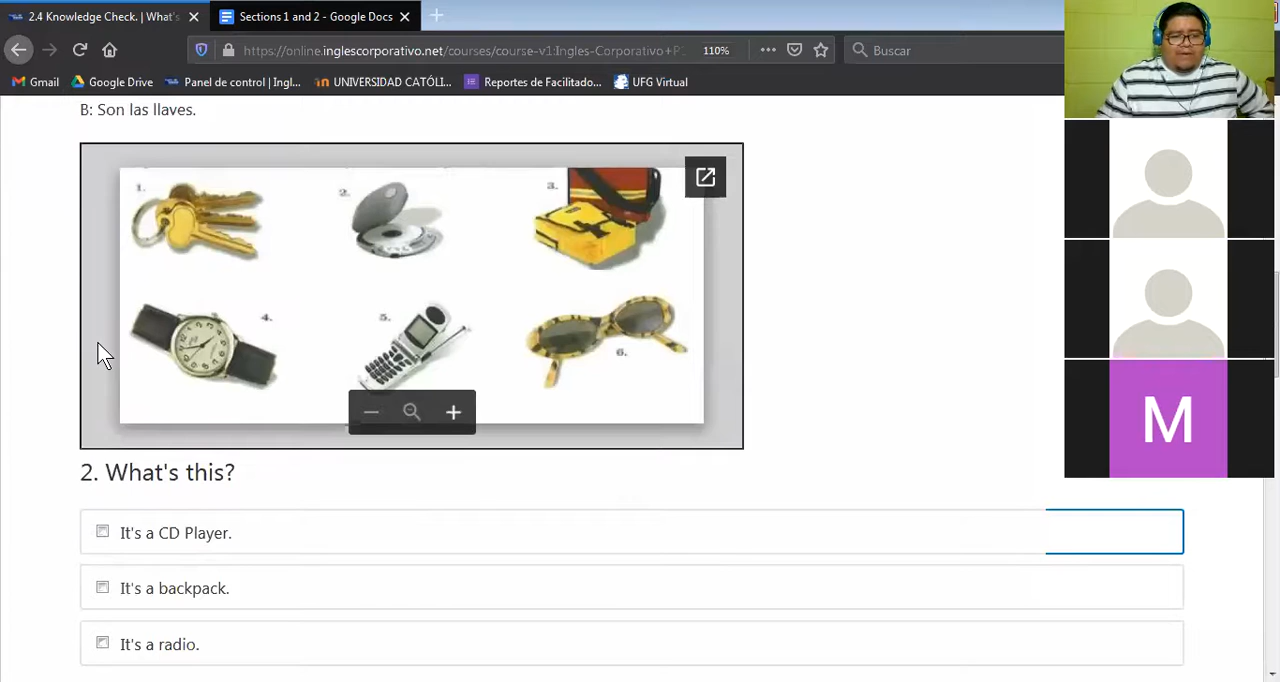 2.4 Knowledge Check. | What's
Sections 1 and 2 - Google Docs
https://online.inglescorporativo.net/courses/course-v1:Ingles-Corporativo+P
110%
Buscar
Gmail
Google Drive
Panel de control | Ingl...
UNIVERSIDAD CATÓLI...
Reportes de Facilitado...
UFG Virtual
B: Son las llaves.
1.
2.
3.
4.
5.
6.
2. What's this?
It's a CD Player.
It's a backpack.
It's a radio.
M